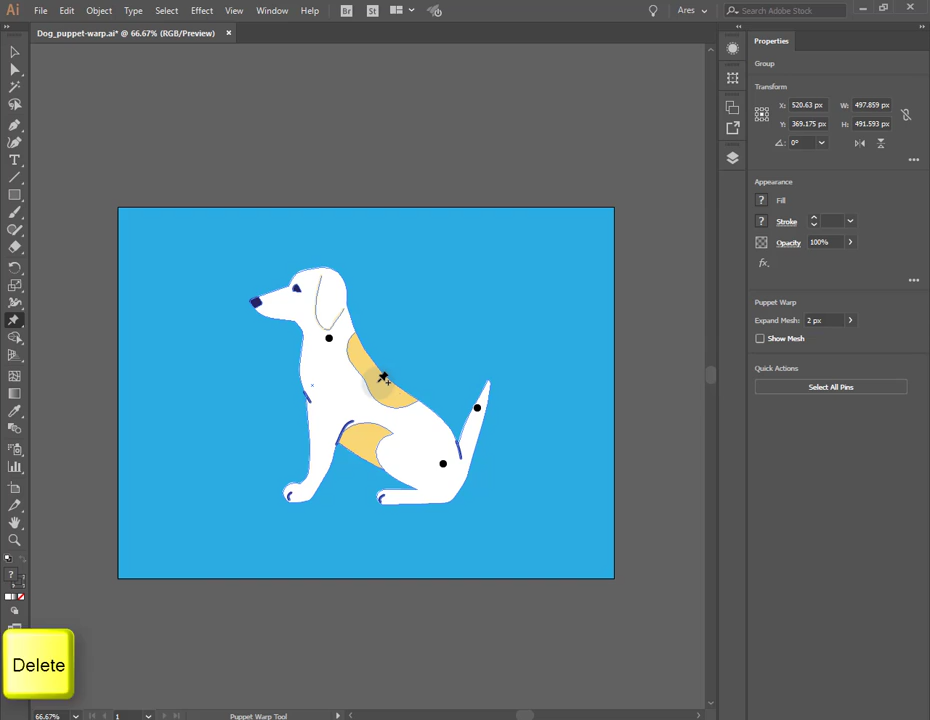 Ai File Edit Object Type Select Effect View Window Help Br St Ares Search Adobe Stock
Dog_puppet-warp.ai* @ 66.67% (RGB/Preview)
Properties
Group
Transform
X: 520.63 px W: 497.859 px
Y: 369.175 px H: 491.593 px
0°
Appearance
? Fill
? Stroke
Opacity 100%
fx.
Puppet Warp
Expand Mesh: 2 px
Show Mesh
Quick Actions
Select All Pins
T
?
Delete
66.67% 1 Puppet Warp Tool